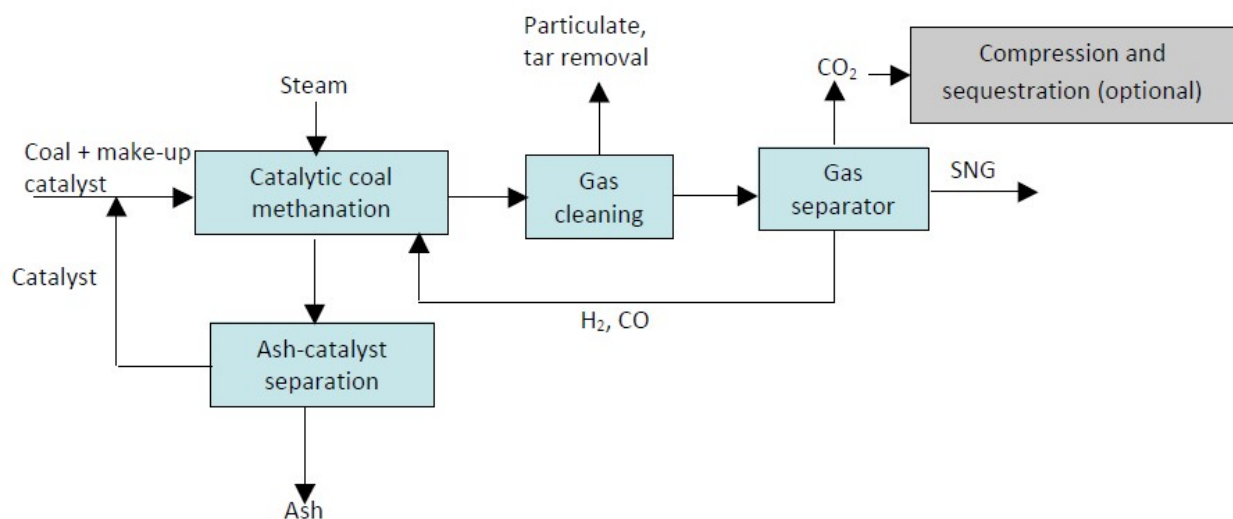 Particulate,
tar removal
CO₂
Compression and
sequestration (optional)
Steam
Coal + make-up
catalyst
Catalytic coal
methanation
Gas
cleaning
Gas
separator
SNG
Catalyst
H₂, CO
Ash-catalyst
separation
Ash